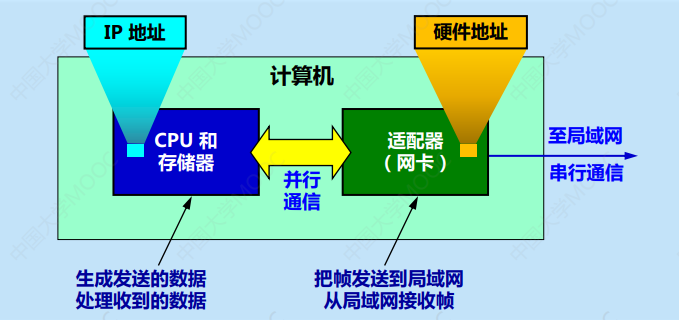 IP 地址
硬件地址
计算机
CPU 和
存储器
适配器
（网卡）
并行
通信
至局域网
串行通信
生成发送的数据
处理收到的数据
把帧发送到局域网
从局域网接收帧
中国大学MOOC